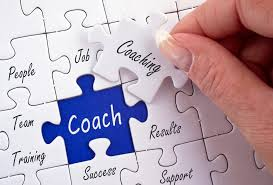 Job
Coaching
People
Team
Coach
Results
Training
Success
Support